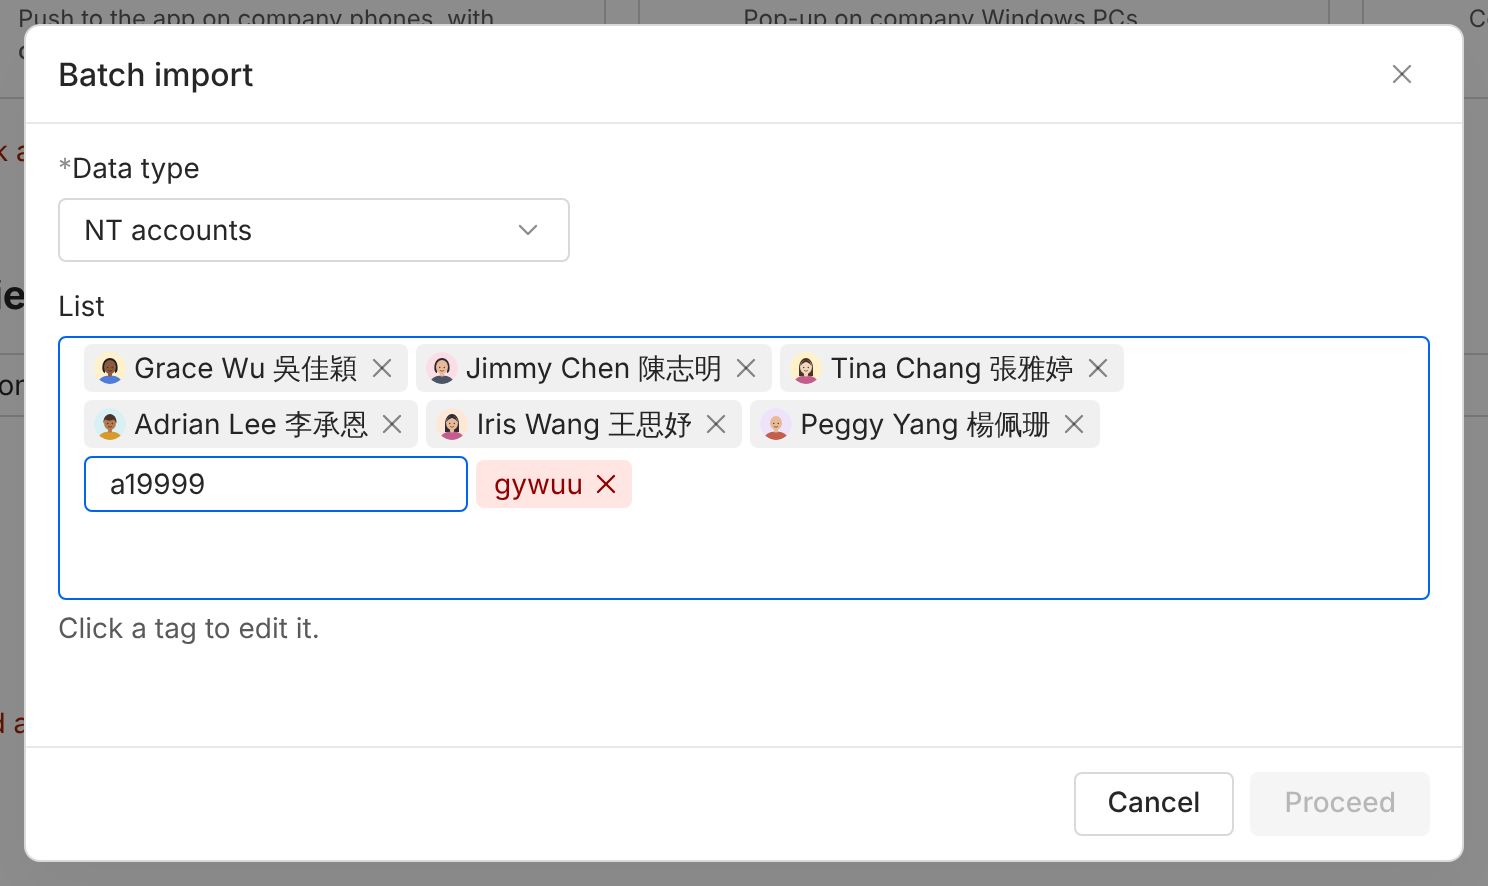 Push to the app on company phones, with
Pop-up on company Windows PCs
Batch import
*Data type
NT accounts
List
Grace Wu 吳佳穎
Jimmy Chen 陳志明
Tina Chang 張雅婷
Adrian Lee 李承恩
Iris Wang 王思妤
Peggy Yang 楊佩珊
a19999
gywuu
Click a tag to edit it.
Cancel
Proceed